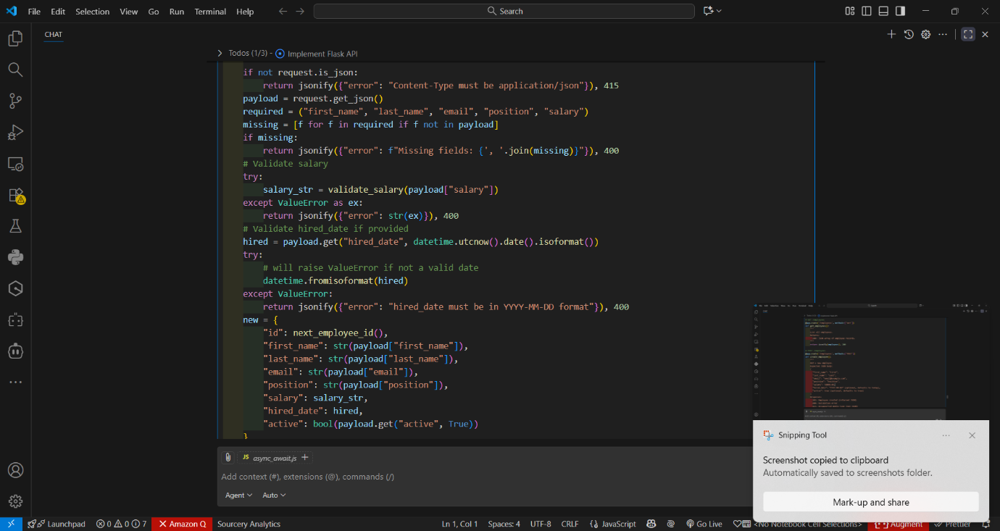 File Edit Selection View Go Run Terminal Help
Search
CHAT
Todos (1/3) - Implement Flask API
if not request.is_json:
return jsonify({"error": "Content-Type must be application/json"}), 415
payload = request.get_json()
required = ("first_name", "last_name", "email", "position", "salary")
missing = [f for f in required if f not in payload]
if missing:
return jsonify({"error": f"Missing fields: {', '.join(missing)}"}), 400
# Validate salary
try:
salary_str = validate_salary(payload["salary"])
except ValueError as ex:
return jsonify({"error": str(ex)}), 400
# Validate hired_date if provided
hired = payload.get("hired_date", datetime.utcnow().date().isoformat())
try:
# will raise ValueError if not a valid date
datetime.fromisoformat(hired)
except ValueError:
return jsonify({"error": "hired_date must be in YYYY-MM-DD format"}), 400
new = {
"id": next_employee_id(),
"first_name": str(payload["first_name"]),
"last_name": str(payload["last_name"]),
"email": str(payload["email"]),
"position": str(payload["position"]),
"salary": salary_str,
"hired_date": hired,
"active": bool(payload.get("active", True))
}
JS async_await.js
Add context (#), extensions (@), commands (/)
Agent Auto
Snipping Tool
Screenshot copied to clipboard
Automatically saved to screenshots folder.
Mark-up and share
Launchpad 0 0 7 Amazon Q Sourcery Analytics Ln 1, Col 1 Spaces: 4 UTF-8 CRLF {} JavaScript Go Live <No Notebook Cell Selections> Augment Prettier